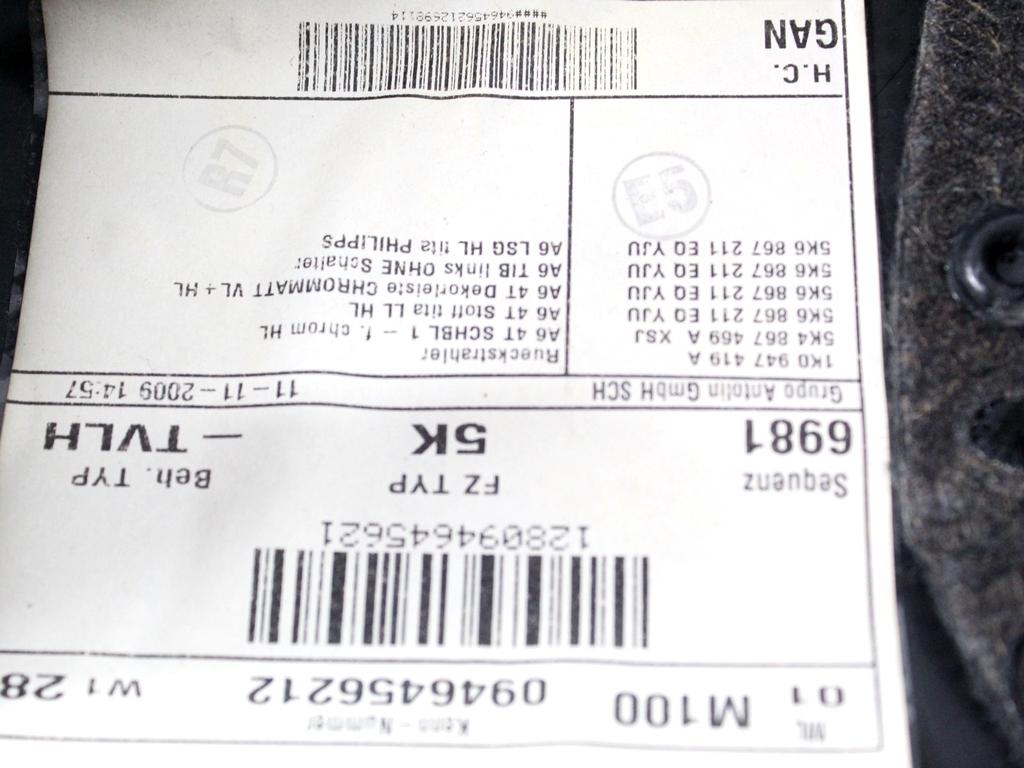 ML
01 M100
Kenn-Nummer
0946456212 W1 28
128094645621
Sequenz FZ TYP Beh. TYP
6981 5K - TVLH
Grupo Antolin GmbH SCH 11-11-2009 14:57
1K0 947 419 A Rueckstrahler
5K4 867 469 A XSJ A6 4T SCHBL 1 - f. chrom HL
5K6 867 211 EQ YJU A6 4T Stoff tita LL HL
5K6 867 211 EQ YJU A6 4T Dekorleiste CHROMMATT VL+HL
5K6 867 211 EQ YJU A6 TIB links OHNE Schalter
5K6 867 211 EQ YJU A6 LSG HL tita PHILIPPS
E5 R7
H.C.
GAN